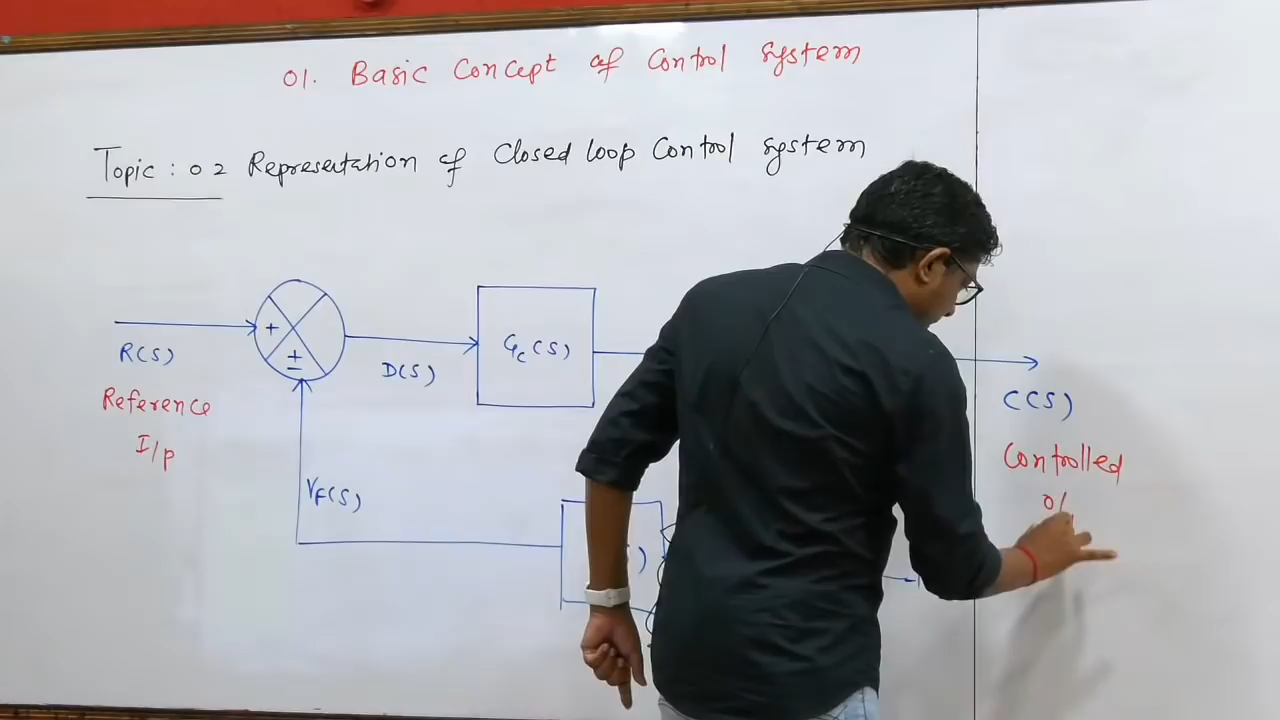 01. Basic Concept of Control System
Topic : 02 Representation of Closed loop Control System
+
+
−
R(S)
Reference
I/p
D(S)
Gc(S)
C(S)
Controlled
o/
VF(S)
)